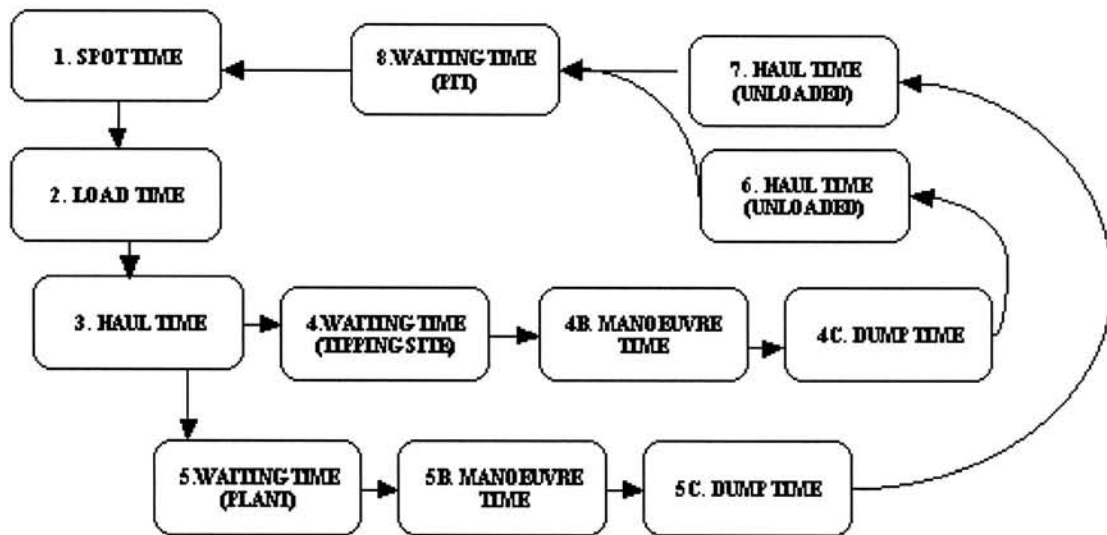 1. SPOT TIME
8.WAITING TIME
(PIT)
7. HAUL TIME
(UNLOADED)
2. LOAD TIME
6. HAUL TIME
(UNLOADED)
3. HAUL TIME
4.WAITING TIME
(TIPPING SITE)
4B. MANOEUVRE
TIME
4C. DUMP TIME
5.WAITING TIME
(PLANT)
5B. MANOEUVRE
TIME
5C. DUMP TIME